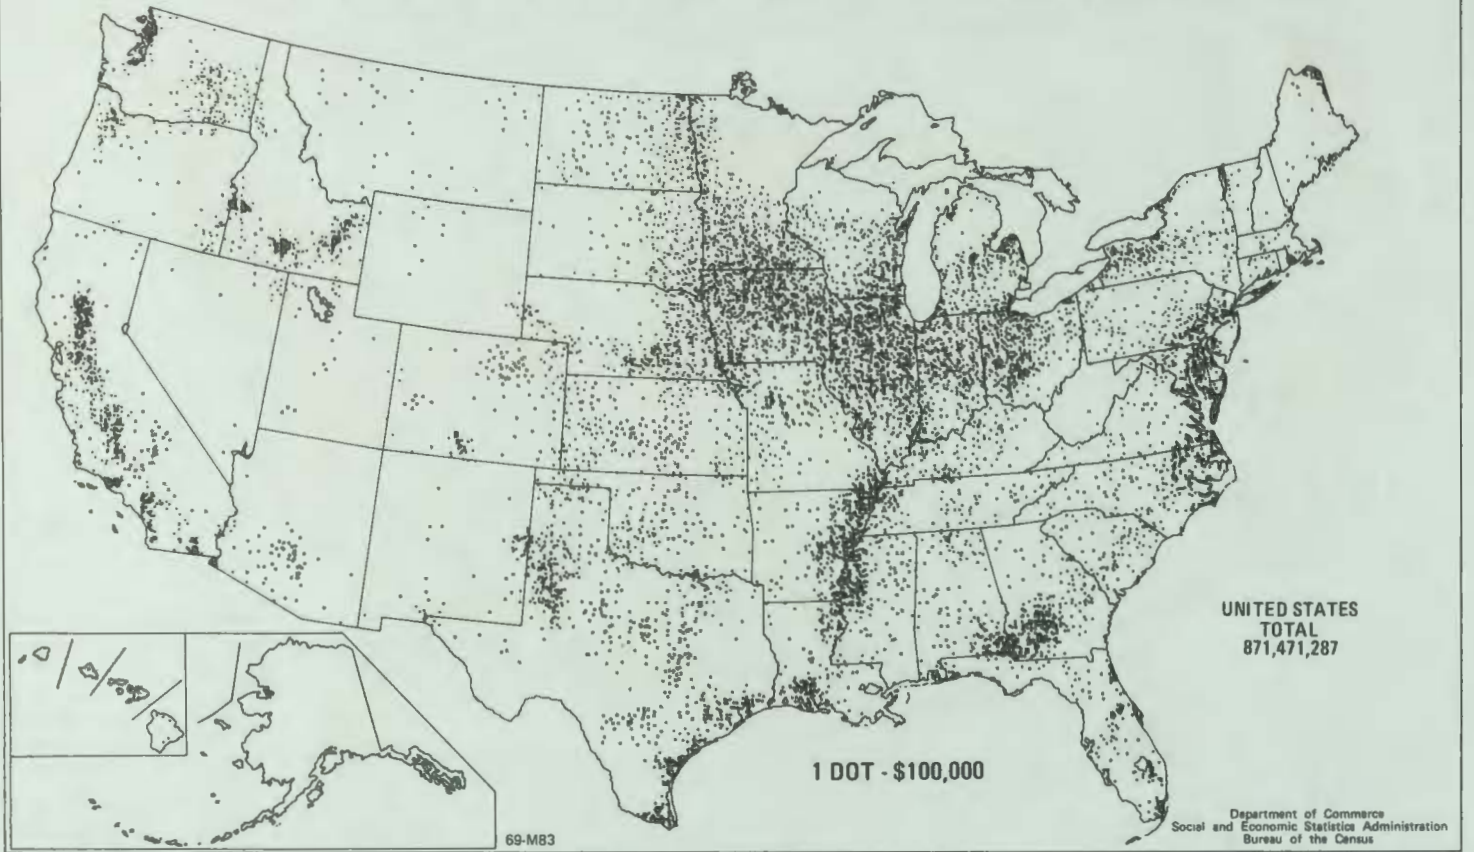 UNITED STATES
TOTAL
871,471,287
1 DOT - $100,000
Department of Commerce
Social and Economic Statistics Administration
Bureau of the Census
69-M83